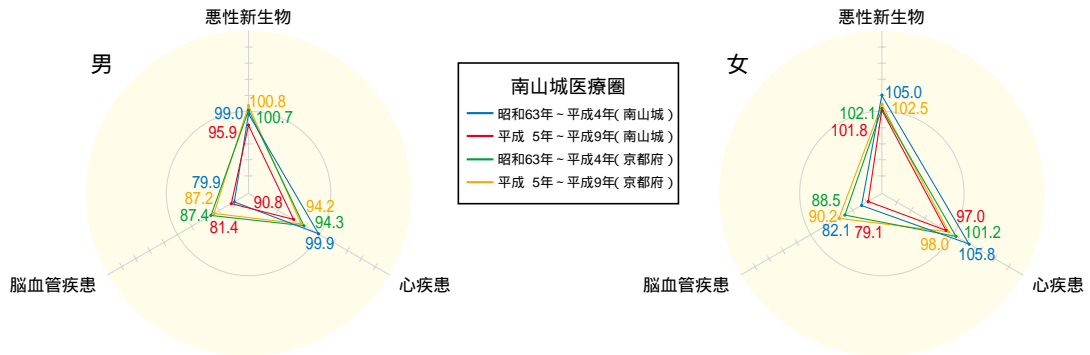 悪性新生物
男
100.8
99.0
100.7
95.9
79.9
87.2
90.8
94.2
87.4
94.3
81.4
99.9
脳血管疾患
心疾患
南山城医療圏
昭和63年~平成4年(南山城)
平成 5年~平成9年(南山城)
昭和63年~平成4年(京都府)
平成 5年~平成9年(京都府)
悪性新生物
女
105.0
102.1
102.5
101.8
88.5
97.0
90.2
101.2
82.1
79.1
98.0
105.8
脳血管疾患
心疾患